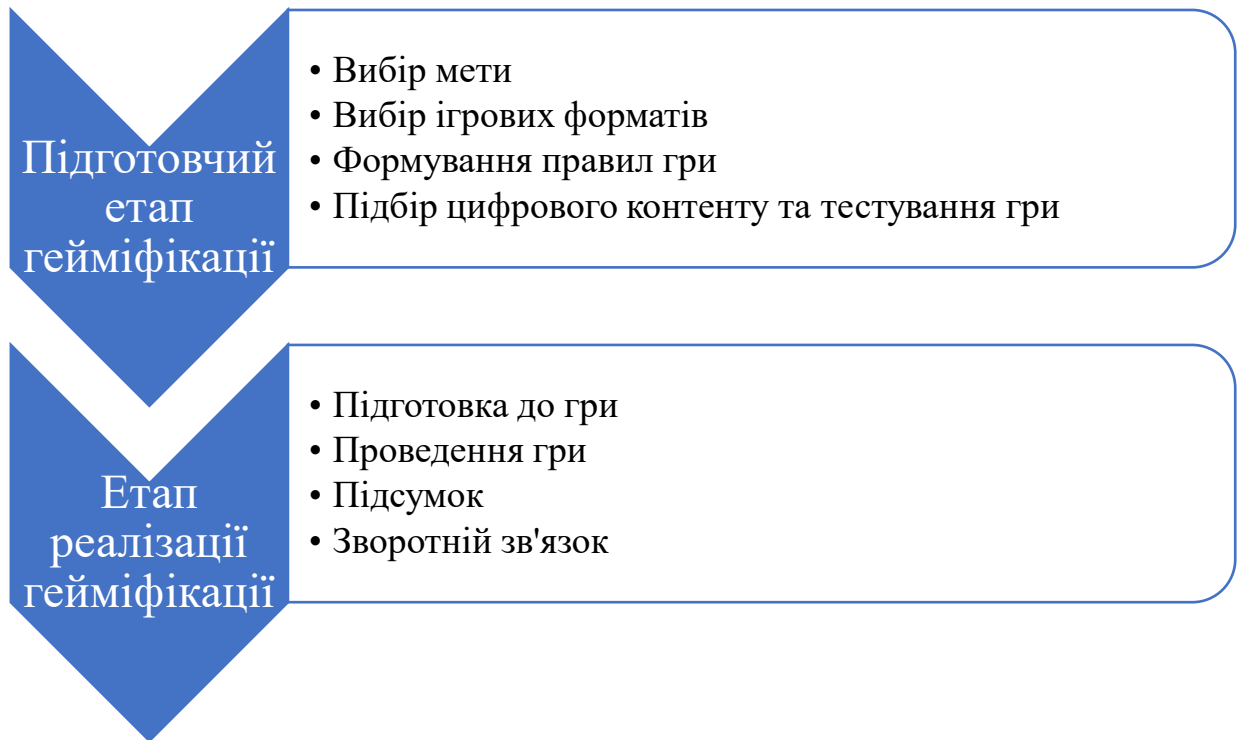 Підготовчий
етап
гейміфікації
• Вибір мети
• Вибір ігрових форматів
• Формування правил гри
• Підбір цифрового контенту та тестування гри
Етап
реалізації
гейміфікації
• Підготовка до гри
• Проведення гри
• Підсумок
• Зворотній зв'язок